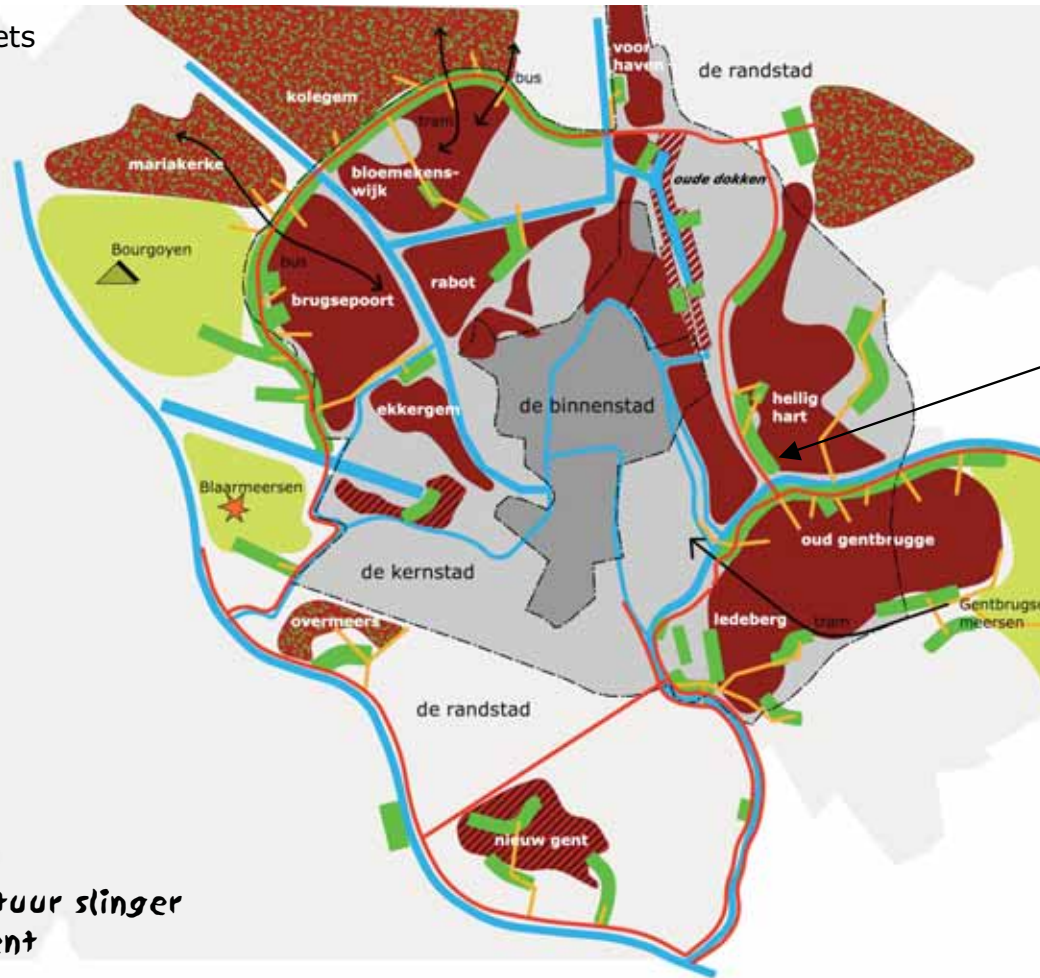 ets
voor
haven
de randstad
bus
kolegem
tram
mariakerke
bloemekens-
wijk
oude dokken
Bourgoyen
bus
rabot
brugsepoort
ekkergem
de binnenstad
heilig
hart
Blaarmeersen
oud gentbrugge
de kernstad
Gentbrugse
meersen
overmeers
ledeberg
tram
de randstad
nieuw gent
tuur slinger
ent